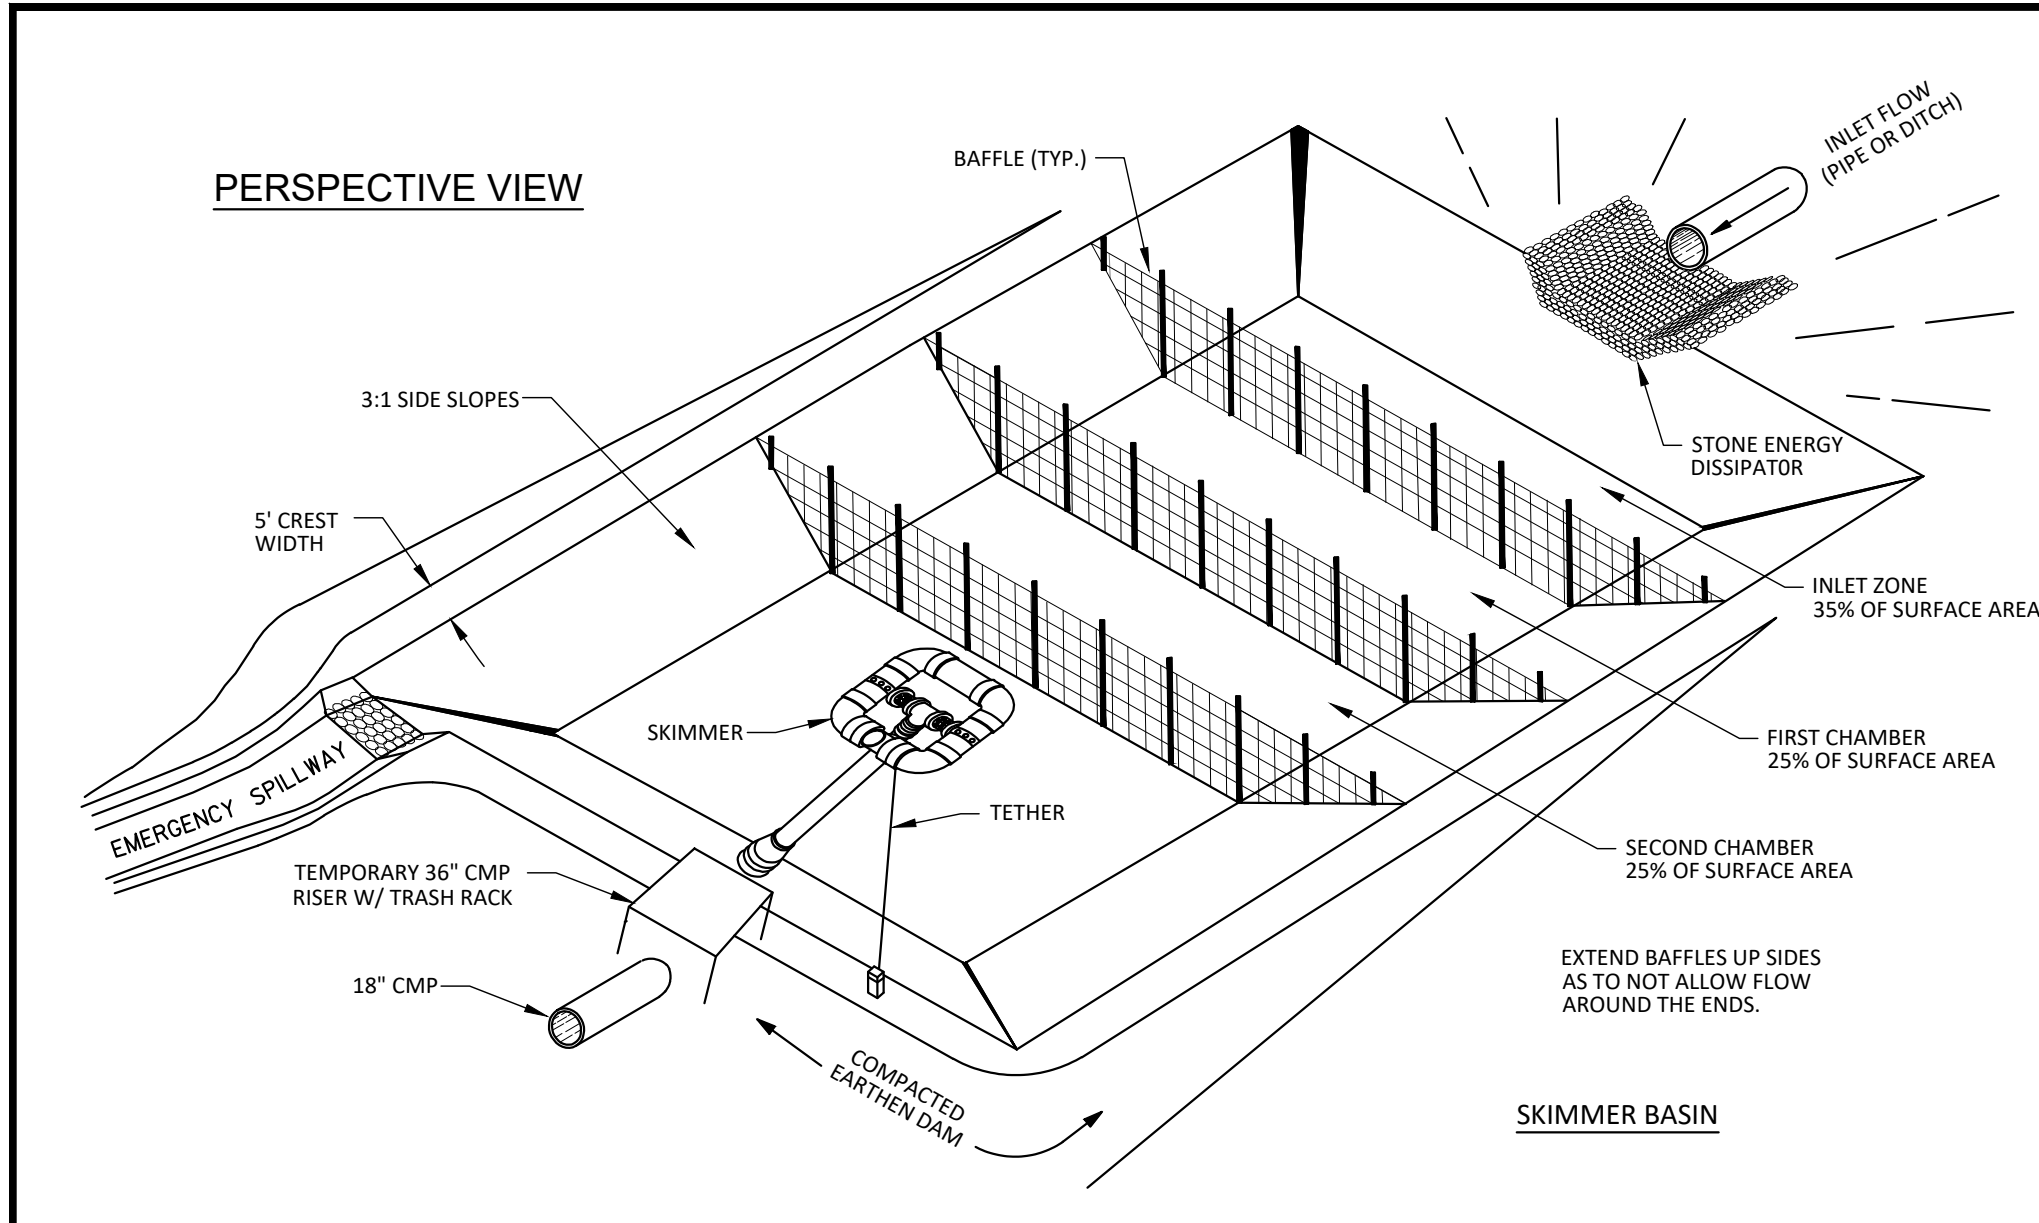 PERSPECTIVE VIEW
BAFFLE (TYP.)
INLET FLOW
(PIPE OR DITCH)
3:1 SIDE SLOPES
STONE ENERGY
DISSIPAT0R
5' CREST
WIDTH
INLET ZONE
35% OF SURFACE AREA
SKIMMER
FIRST CHAMBER
25% OF SURFACE AREA
EMERGENCY SPILLWAY
TETHER
SECOND CHAMBER
25% OF SURFACE AREA
TEMPORARY 36" CMP
RISER W/ TRASH RACK
EXTEND BAFFLES UP SIDES
AS TO NOT ALLOW FLOW
AROUND THE ENDS.
18" CMP
COMPACTED
EARTHEN DAM
SKIMMER BASIN